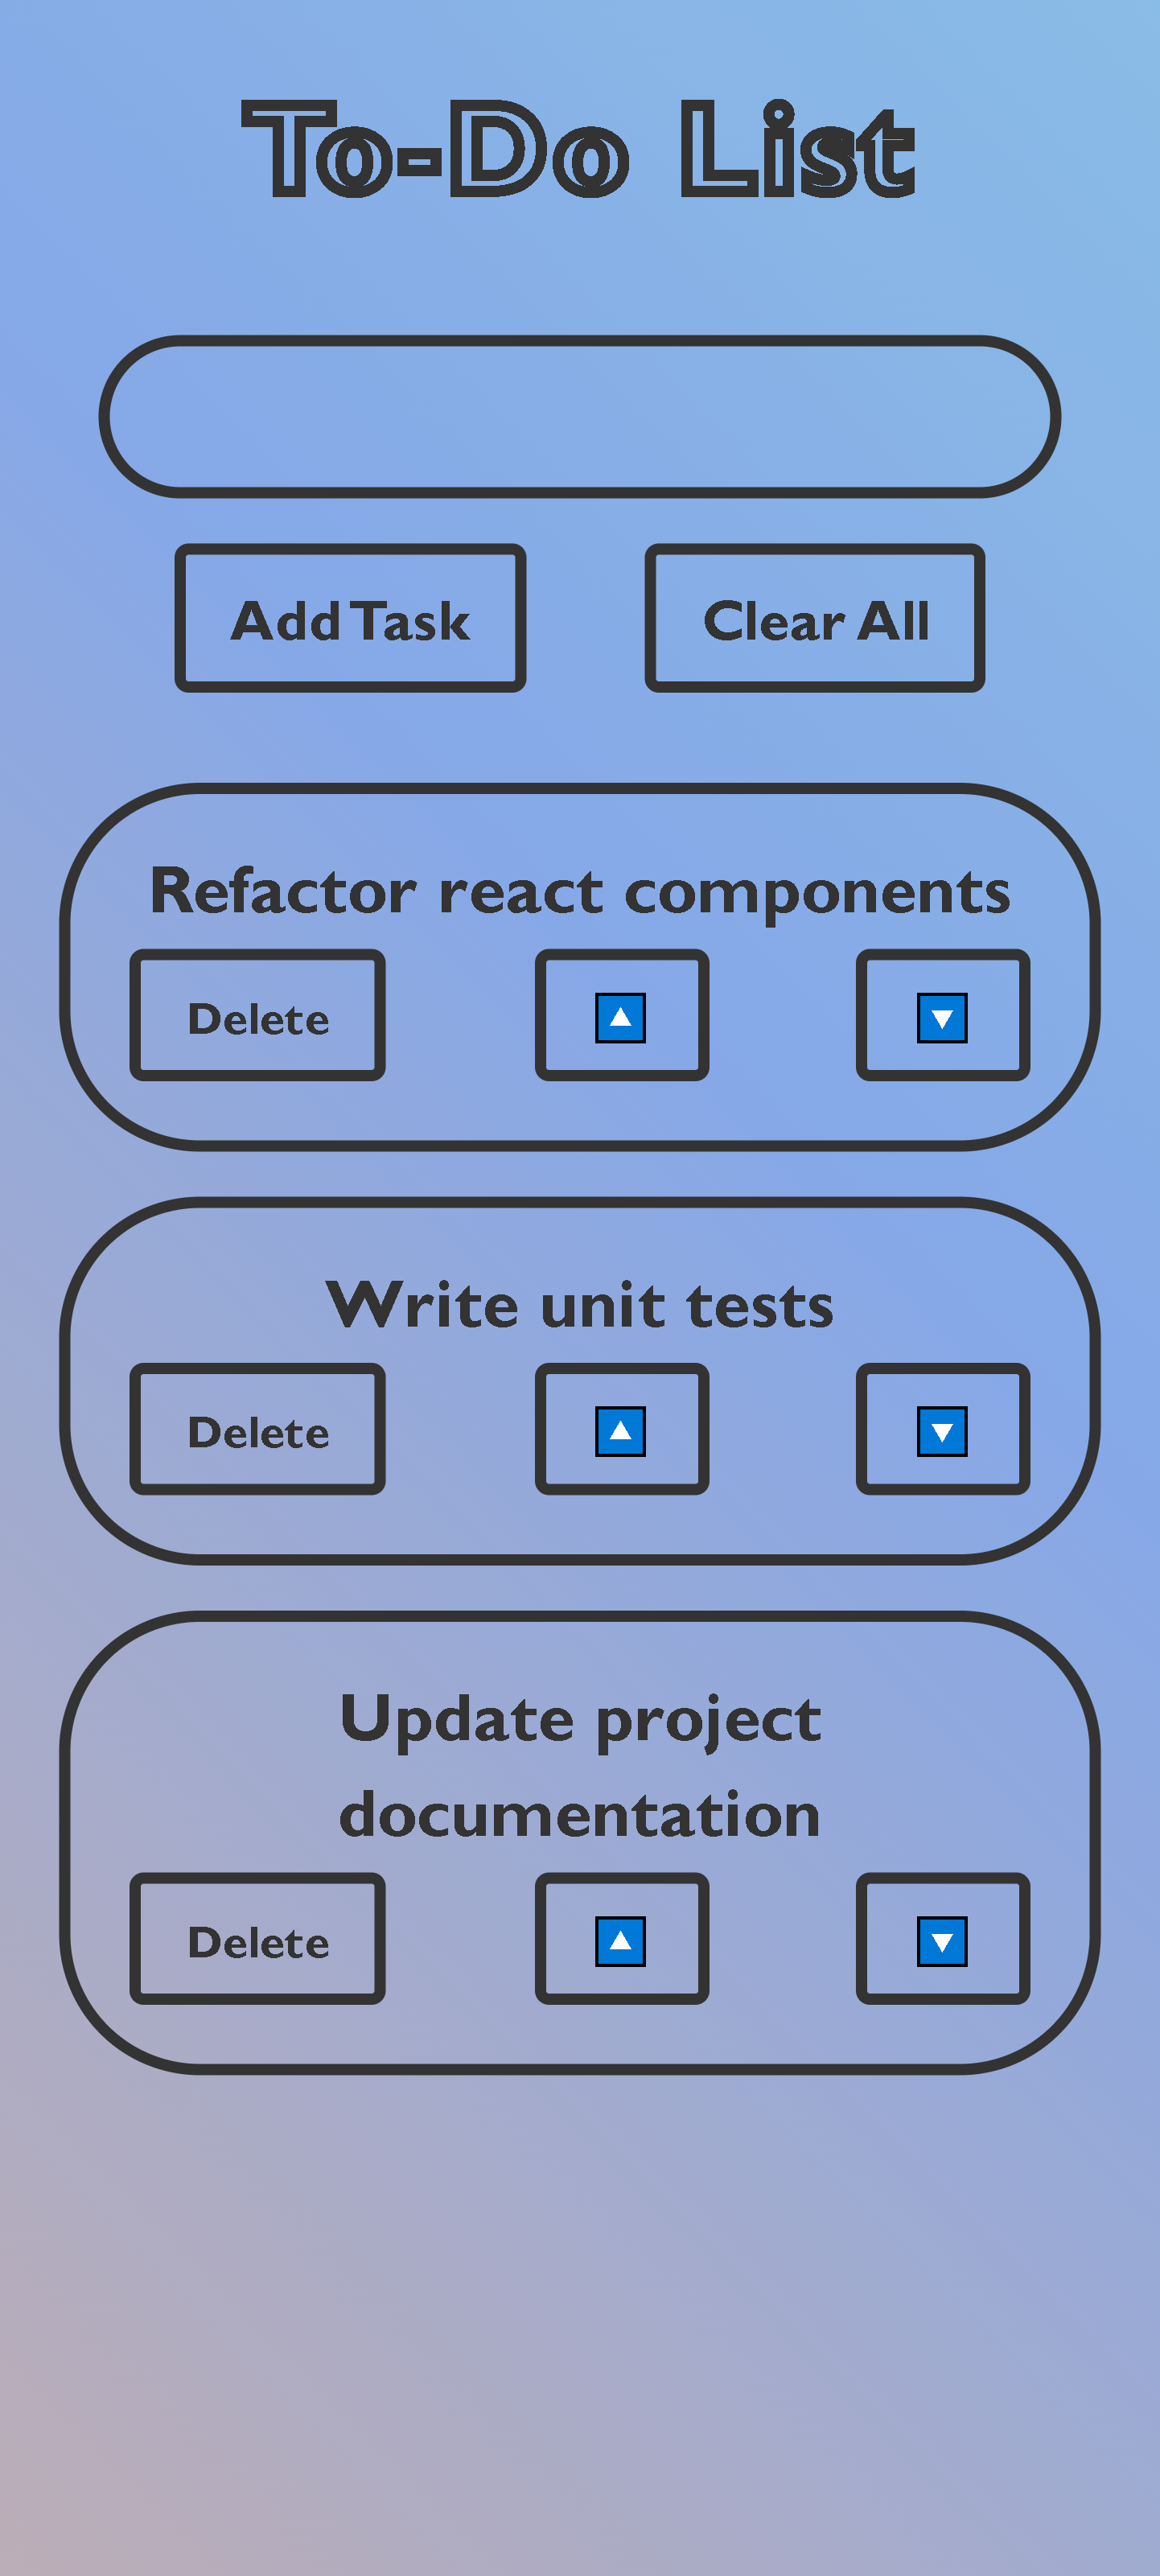 To-Do List
Add Task Clear All
Refactor react components
Delete 🔼 🔽
Write unit tests
Delete 🔼 🔽
Update project
documentation
Delete 🔼 🔽